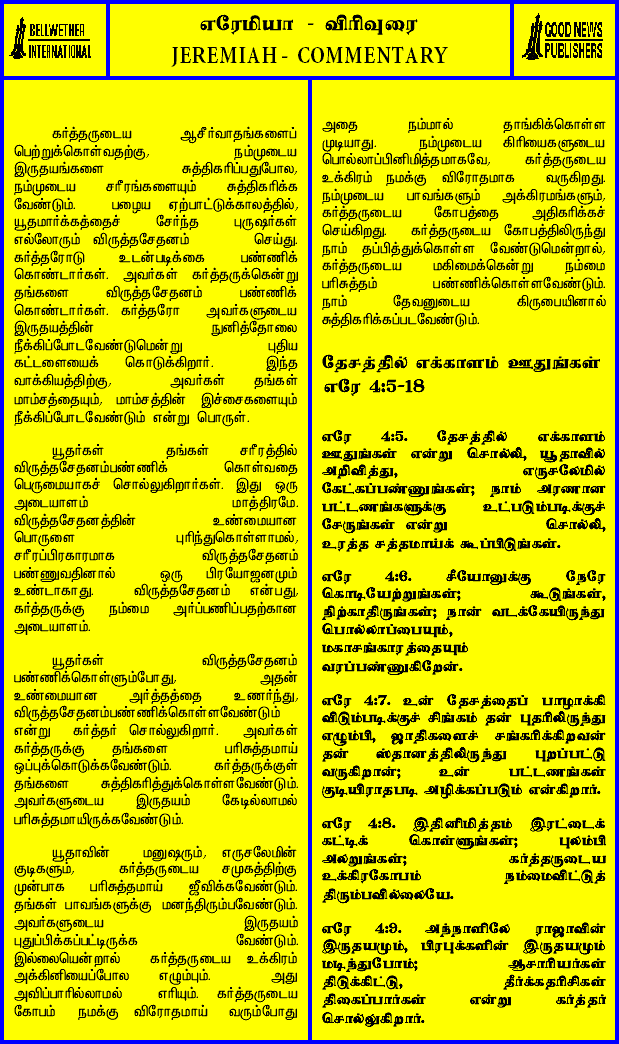 BELLWETHER
INTERNATIONAL
எரேமியா - விரிவுரை
JEREMIAH - COMMENTARY
GOOD NEWS
PUBLISHERS
கர்த்தருடைய ஆசீர்வாதங்களைப்
பெற்றுக்கொள்வதற்கு, நம்முடைய
இருதயங்களை சுத்திகரிப்பதுபோல,
நம்முடைய சரீரங்களையும் சுத்திகரிக்க
வேண்டும். பழைய ஏற்பாட்டுக்காலத்தில்,
யூதமார்க்கத்தைச் சேர்ந்த புருஷர்கள்
எல்லோரும் விருத்தசேதனம் செய்து.
கர்த்தரோடு உடன்படிக்கை பண்ணிக்
கொண்டார்கள். அவர்கள் கர்த்தருக்கென்று
தங்களை விருத்தசேதனம் பண்ணிக்
கொண்டார்கள். கர்த்தரோ அவர்களுடைய
இருதயத்தின் நுனித்தோலை
நீக்கிப்போடவேண்டுமென்று புதிய
கட்டளையைக் கொடுக்கிறார். இந்த
வாக்கியத்திற்கு, அவர்கள் தங்கள்
மாம்சத்தையும், மாம்சத்தின் இச்சைகளையும்
நீக்கிப்போடவேண்டும் என்று பொருள்.
யூதர்கள் தங்கள் சரீரத்தில்
விருத்தசேதனம்பண்ணிக் கொள்வதை
பெருமையாகச் சொல்லுகிறார்கள். இது ஒரு
அடையாளம் மாத்திரமே.
விருத்தசேதனத்தின் உண்மையான
பொருளை புரிந்துகொள்ளாமல்,
சரீரப்பிரகாரமாக விருத்தசேதனம்
பண்ணுவதினால் ஒரு பிரயோஜனமும்
உண்டாகாது. விருத்தசேதனம் என்பது,
கர்த்தருக்கு நம்மை அர்ப்பணிப்பதற்கான
அடையாளம்.
யூதர்கள் விருத்தசேதனம்
பண்ணிக்கொள்ளும்போது, அதன்
உண்மையான அர்த்தத்தை உணர்ந்து,
விருத்தசேதனம்பண்ணிக்கொள்ளவேண்டும்
என்று கர்த்தர் சொல்லுகிறார். அவர்கள்
கர்த்தருக்கு தங்களை பரிசுத்தமாய்
ஒப்புக்கொடுக்கவேண்டும். கர்த்தருக்குள்
தங்களை சுத்திகரித்துக்கொள்ளவேண்டும்.
அவர்களுடைய இருதயம் கேடில்லாமல்
பரிசுத்தமாயிருக்கவேண்டும்.
யூதாவின் மனுஷரும், எருசலேமின்
குடிகளும், கர்த்தருடைய சமுகத்திற்கு
முன்பாக பரிசுத்தமாய் ஜீவிக்கவேண்டும்.
தங்கள் பாவங்களுக்கு மனந்திரும்பவேண்டும்.
அவர்களுடைய இருதயம்
புதுப்பிக்கப்பட்டிருக்க வேண்டும்.
இல்லையென்றால் கர்த்தருடைய உக்கிரம்
அக்கினியைப்போல எழும்பும். அது
அவிப்பாரில்லாமல் எரியும். கர்த்தருடைய
கோபம் நமக்கு விரோதமாய் வரும்போது
அதை நம்மால் தாங்கிக்கொள்ள
முடியாது. நம்முடைய கிரியைகளுடைய
பொல்லாப்பினிமித்தமாகவே, கர்த்தருடைய
உக்கிரம் நமக்கு விரோதமாக வருகிறது.
நம்முடைய பாவங்களும் அக்கிரமங்களும்,
கர்த்தருடைய கோபத்தை அதிகரிக்கச்
செய்கிறது. கர்த்தருடைய கோபத்திலிருந்து
நாம் தப்பித்துக்கொள்ள வேண்டுமென்றால்,
கர்த்தருடைய மகிமைக்கென்று நம்மை
பரிசுத்தம் பண்ணிக்கொள்ளவேண்டும்.
நாம் தேவனுடைய கிருபையினால்
சுத்திகரிக்கப்படவேண்டும்.
தேசத்தில் எக்காளம் ஊதுங்கள்
எரே 4:5-18
எரே 4:5. தேசத்தில் எக்காளம்
ஊதுங்கள் என்று சொல்லி, யூதாவில்
அறிவித்து, எருசலேமில்
கேட்கப்பண்ணுங்கள்; நாம் அரணான
பட்டணங்களுக்கு உட்படும்படிக்குச்
சேருங்கள் என்று சொல்லி,
உரத்த சத்தமாய்க் கூப்பிடுங்கள்.
எரே 4:6. சீயோனுக்கு நேரே
கொடியேற்றுங்கள்; கூடுங்கள்,
நிற்காதிருங்கள்; நான் வடக்கேயிருந்து
பொல்லாப்பையும்,
மகாசங்காரத்தையும்
வரப்பண்ணுகிறேன்.
எரே 4:7. உன் தேசத்தைப் பாழாக்கி
விடும்படிக்குச் சிங்கம் தன் புதரிலிருந்து
எழும்பி, ஜாதிகளைச் சங்கரிக்கிறவன்
தன் ஸ்தானத்திலிருந்து புறப்பட்டு
வருகிறான்; உன் பட்டணங்கள்
குடியிராதபடி அழிக்கப்படும் என்கிறார்.
எரே 4:8. இதினிமித்தம் இரட்டைக்
கட்டிக் கொள்ளுங்கள்; புலம்பி
அலறுங்கள்; கர்த்தருடைய
உக்கிரகோபம் நம்மைவிட்டுத்
திரும்பவில்லையே.
எரே 4:9. அந்நாளிலே ராஜாவின்
இருதயமும், பிரபுக்களின் இருதயமும்
மடிந்துபோம்; ஆசாரியர்கள்
திடுக்கிட்டு, தீர்க்கதரிசிகள்
திகைப்பார்கள் என்று கர்த்தர்
சொல்லுகிறார்.